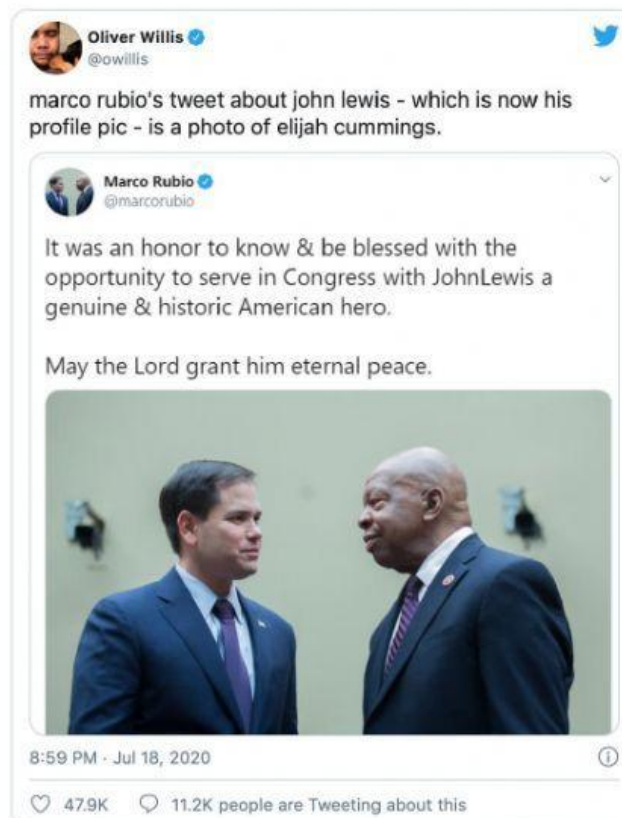 Oliver Willis
@owillis
marco rubio's tweet about john lewis - which is now his
profile pic - is a photo of elijah cummings.
Marco Rubio
@marcorubio
It was an honor to know & be blessed with the
opportunity to serve in Congress with JohnLewis a
genuine & historic American hero.
May the Lord grant him eternal peace.
8:59 PM · Jul 18, 2020
47.9K 11.2K people are Tweeting about this